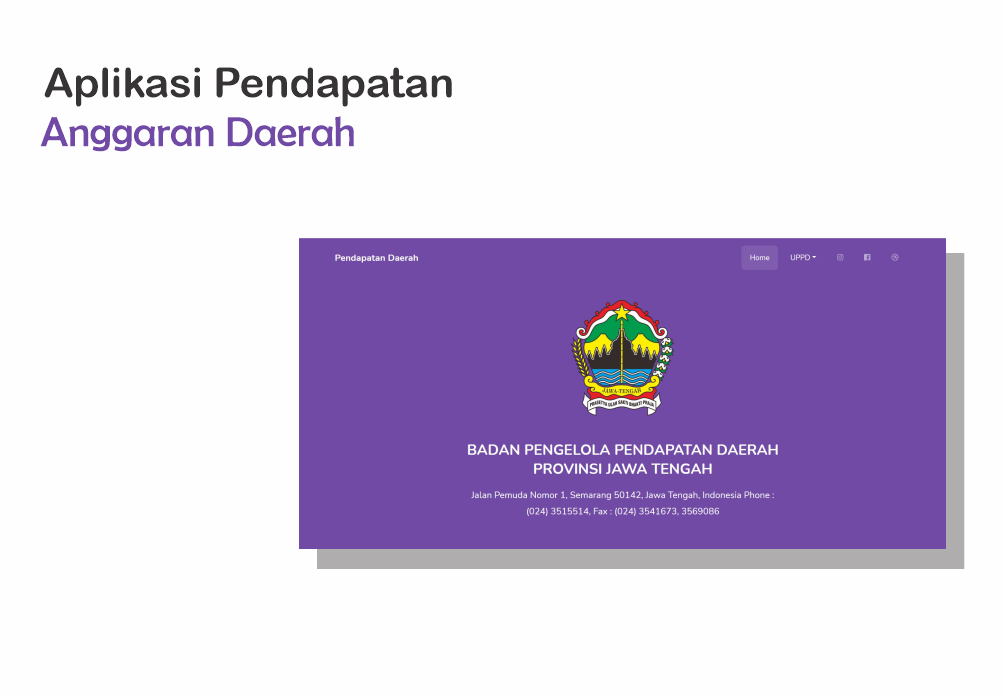 Aplikasi Pendapatan
Anggaran Daerah
Pendapatan Daerah
Home
UPPD
JAWA-TENGAH
PRASETYA ULAH SAKTI BHAKTI PRAJA
BADAN PENGELOLA PENDAPATAN DAERAH
PROVINSI JAWA TENGAH
Jalan Pemuda Nomor 1, Semarang 50142, Jawa Tengah, Indonesia Phone :
(024) 3515514, Fax : (024) 3541673, 3569086